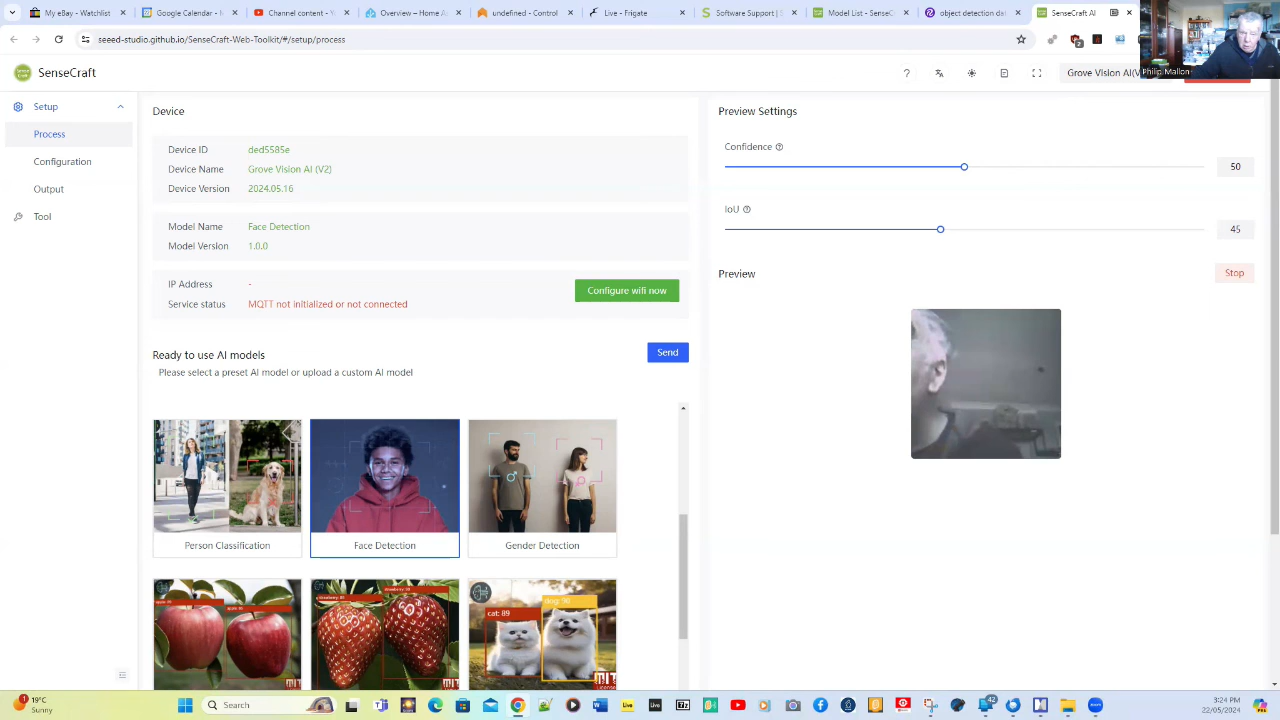 My eBay - Watchlist
Google Calendar - N
Channel content - Yo
Overview – Home A
undefined - Control
Live - Frigate
Software Support L
Model List - SenseC
object detection de
SenseCraft AI
seeed-studio.github.io/SenseCraft-Web-Toolkit/#/setup/process
Philip Mallon
SenseCraft
Grove Vision AI(V
Setup
Process
Configuration
Output
Tool
Device
Device ID ded5585e
Device Name Grove Vision AI (V2)
Device Version 2024.05.16
Model Name Face Detection
Model Version 1.0.0
IP Address -
Service status MQTT not initialized or not connected
Configure wifi now
Ready to use AI models
Send
Please select a preset AI model or upload a custom AI model
Person Classification
Face Detection
Gender Detection
cat: 89
Preview Settings
Confidence
50
IoU
45
Preview
Stop
19°C
Sunny
Search
3:24 PM
22/05/2024